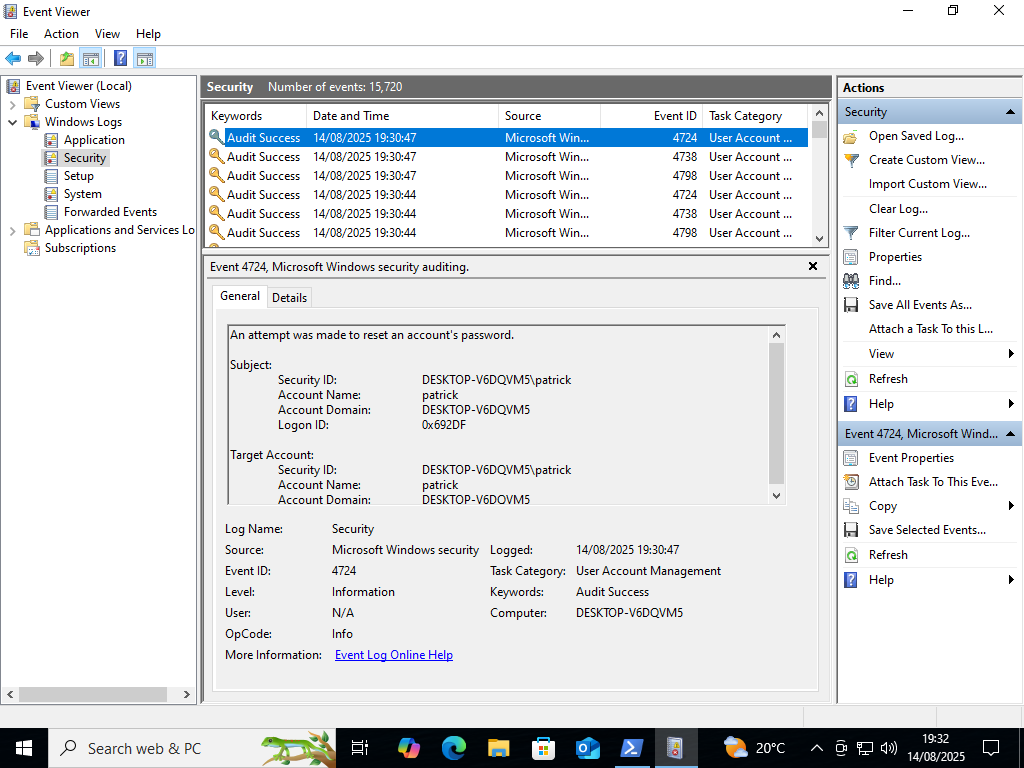 Event Viewer
File Action View Help
Event Viewer (Local)
Custom Views
Windows Logs
Application
Security
Setup
System
Forwarded Events
Applications and Services Lo
Subscriptions
Security Number of events: 15,720
Keywords Date and Time Source Event ID Task Category
Audit Success 14/08/2025 19:30:47 Microsoft Win... 4724 User Account ...
Audit Success 14/08/2025 19:30:47 Microsoft Win... 4738 User Account ...
Audit Success 14/08/2025 19:30:47 Microsoft Win... 4798 User Account ...
Audit Success 14/08/2025 19:30:44 Microsoft Win... 4724 User Account ...
Audit Success 14/08/2025 19:30:44 Microsoft Win... 4738 User Account ...
Audit Success 14/08/2025 19:30:44 Microsoft Win... 4798 User Account ...
Event 4724, Microsoft Windows security auditing.
General Details
An attempt was made to reset an account's password.
Subject:
Security ID: DESKTOP-V6DQVM5\patrick
Account Name: patrick
Account Domain: DESKTOP-V6DQVM5
Logon ID: 0x692DF
Target Account:
Security ID: DESKTOP-V6DQVM5\patrick
Account Name: patrick
Account Domain: DESKTOP-V6DQVM5
Log Name: Security
Source: Microsoft Windows security Logged: 14/08/2025 19:30:47
Event ID: 4724 Task Category: User Account Management
Level: Information Keywords: Audit Success
User: N/A Computer: DESKTOP-V6DQVM5
OpCode: Info
More Information: Event Log Online Help
Actions
Security
Open Saved Log...
Create Custom View...
Import Custom View...
Clear Log...
Filter Current Log...
Properties
Find...
Save All Events As...
Attach a Task To this L...
View
Refresh
Help
Event 4724, Microsoft Wind...
Event Properties
Attach Task To This Eve...
Copy
Save Selected Events...
Refresh
Help
Search web & PC
20°C
19:32
14/08/2025